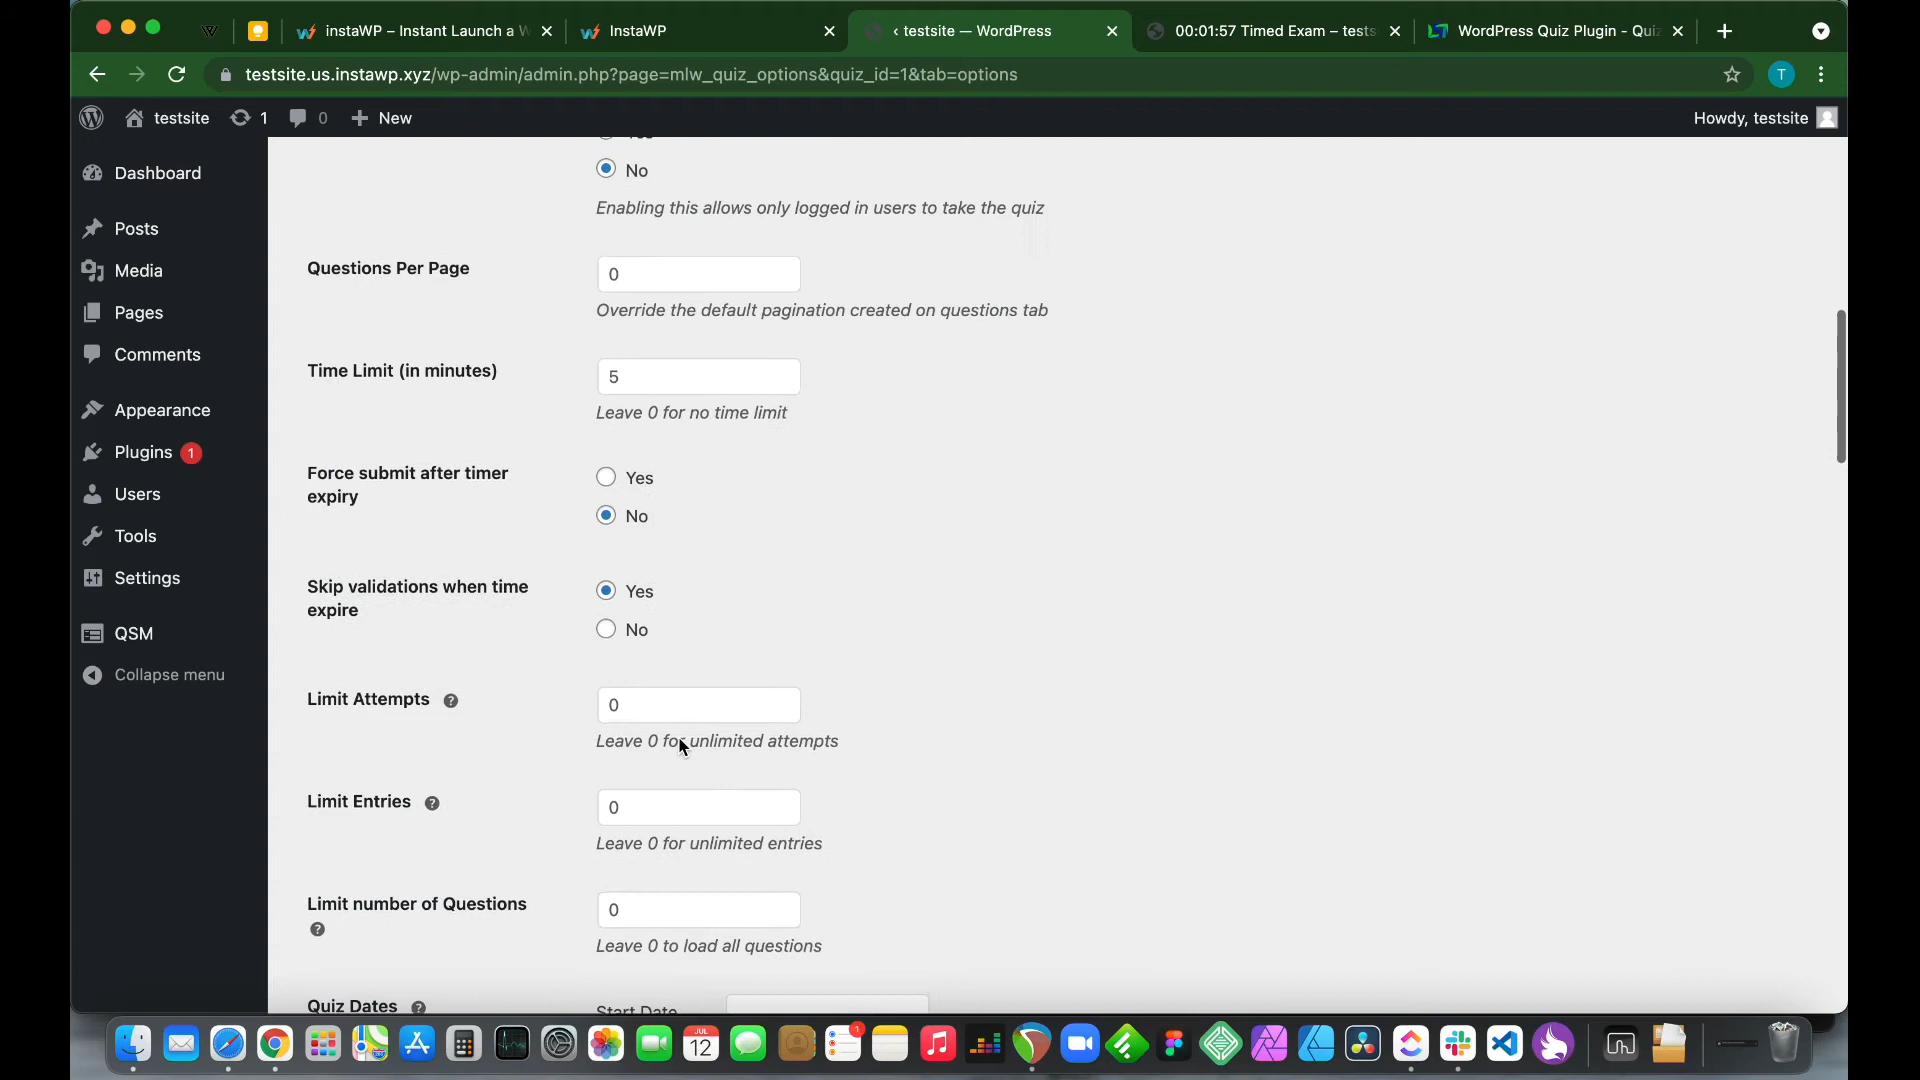 instaWP – Instant Launch a W
InstaWP
‹ testsite — WordPress
00:01:57 Timed Exam – tests
WordPress Quiz Plugin - Quiz
testsite.us.instawp.xyz/wp-admin/admin.php?page=mlw_quiz_options&quiz_id=1&tab=options
T
testsite
1
0
New
Howdy, testsite
Dashboard
Posts
Media
Pages
Comments
Appearance
Plugins 1
Users
Tools
Settings
QSM
Collapse menu
Yes
No
Enabling this allows only logged in users to take the quiz
Questions Per Page
0
Override the default pagination created on questions tab
Time Limit (in minutes)
5
Leave 0 for no time limit
Force submit after timer
expiry
Yes
No
Skip validations when time
expire
Yes
No
Limit Attempts
0
Leave 0 for unlimited attempts
Limit Entries
0
Leave 0 for unlimited entries
Limit number of Questions
0
Leave 0 to load all questions
Quiz Dates
Start Date
JUL
12
1